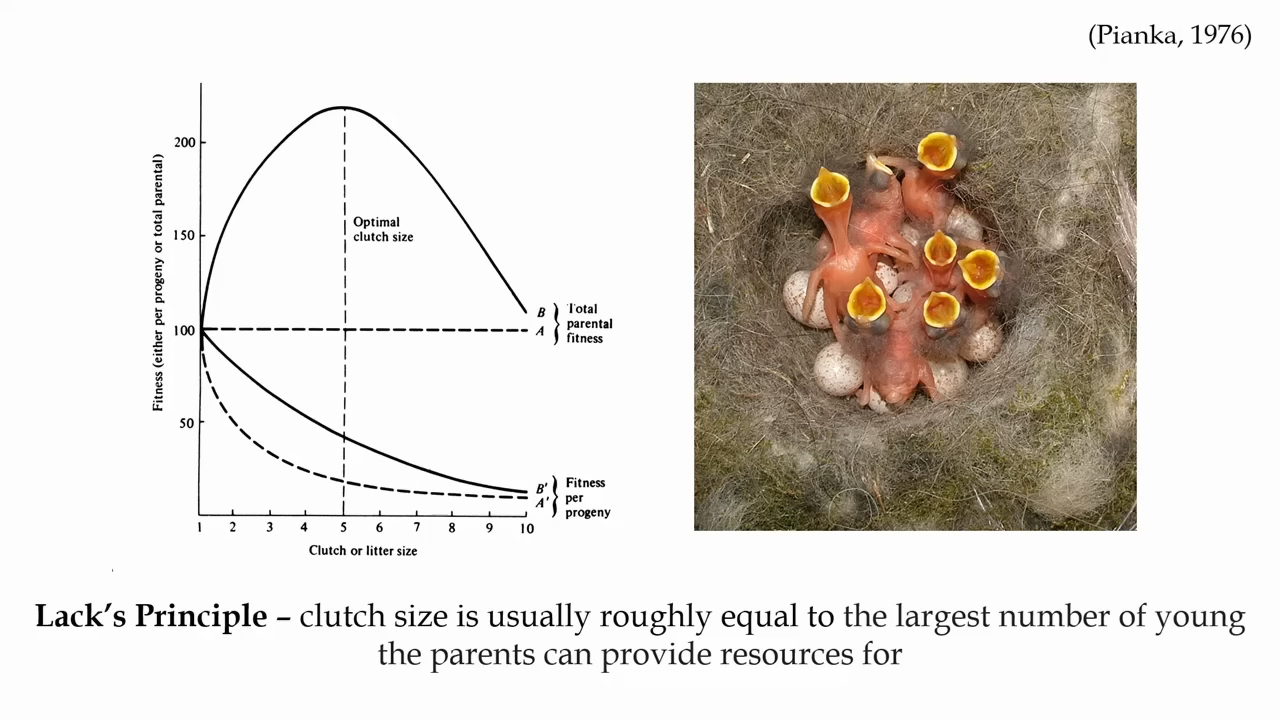 (Pianka, 1976)
Fitness (either per progeny or total parental)
200
150
100
50
Optimal
clutch size
B
A
Total
parental
fitness
B'
A'
Fitness
per
progeny
1 2 3 4 5 6 7 8 9 10
Clutch or litter size
Lack's Principle – clutch size is usually roughly equal to the largest number of young
the parents can provide resources for